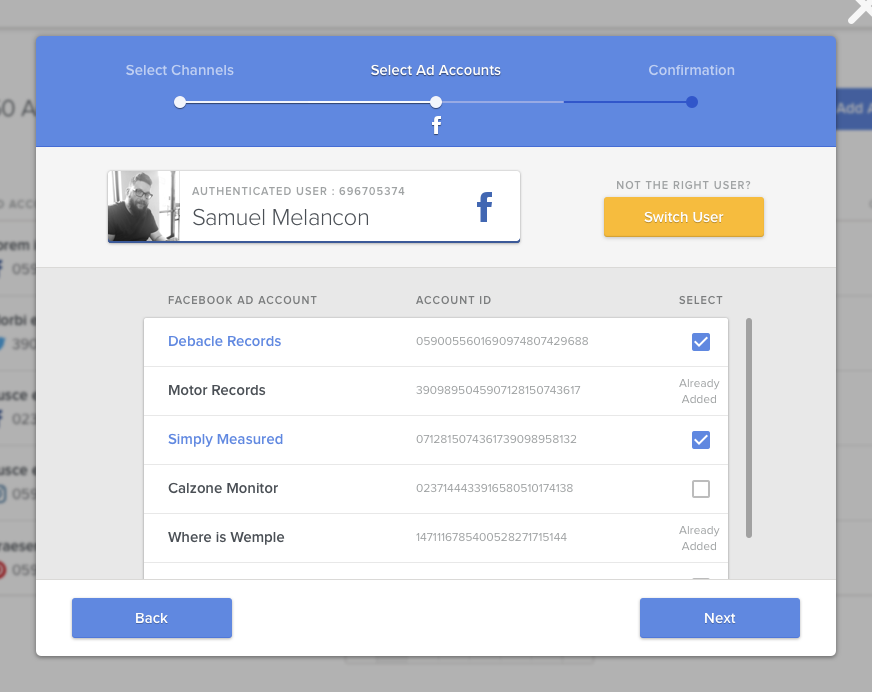 Select Channels
Select Ad Accounts
Confirmation
AUTHENTICATED USER : 696705374
Samuel Melancon
NOT THE RIGHT USER?
Switch User
FACEBOOK AD ACCOUNT
ACCOUNT ID
SELECT
Debacle Records
0590055601690974807429688
Motor Records
3909895045907128150743617
Already
Added
Simply Measured
0712815074361739098958132
Calzone Monitor
0237144433916580510174138
Where is Wemple
1471116785400528271715144
Already
Added
Back
Next